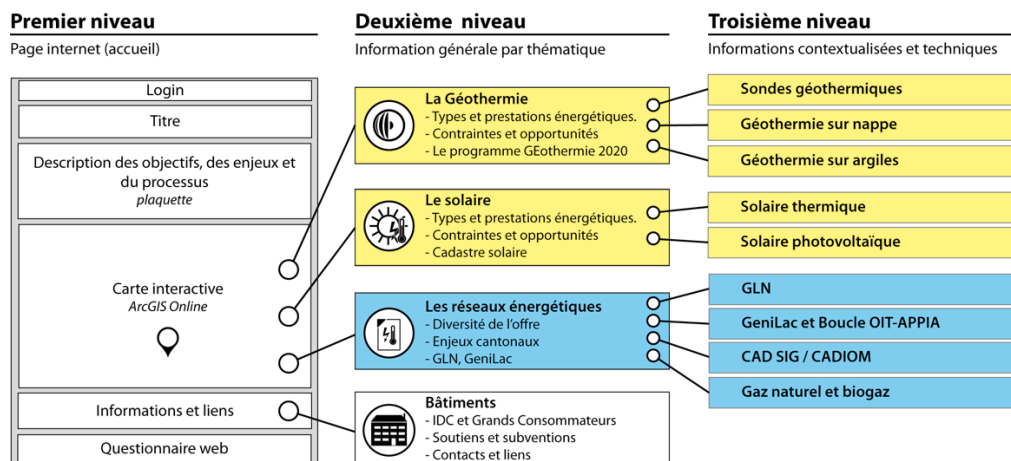 Premier niveau
Page internet (accueil)
Login
Titre
Description des objectifs, des enjeux et
du processus
plaquette
Carte interactive
ArcGIS Online
Informations et liens
Questionnaire web
Deuxième niveau
Information générale par thématique
La Géothermie
- Types et prestations énergétiques.
- Contraintes et opportunités
- Le programme GEothermie 2020
Le solaire
- Types et prestations énergétiques.
- Contraintes et opportunités
- Cadastre solaire
Les réseaux énergétiques
- Diversité de l'offre
- Enjeux cantonaux
- GLN, GeniLac
Bâtiments
- IDC et Grands Consommateurs
- Soutiens et subventions
- Contacts et liens
Troisième niveau
Informations contextualisées et techniques
Sondes géothermiques
Géothermie sur nappe
Géothermie sur argiles
Solaire thermique
Solaire photovoltaïque
GLN
GeniLac et Boucle OIT-APPIA
CAD SIG / CADIOM
Gaz naturel et biogaz